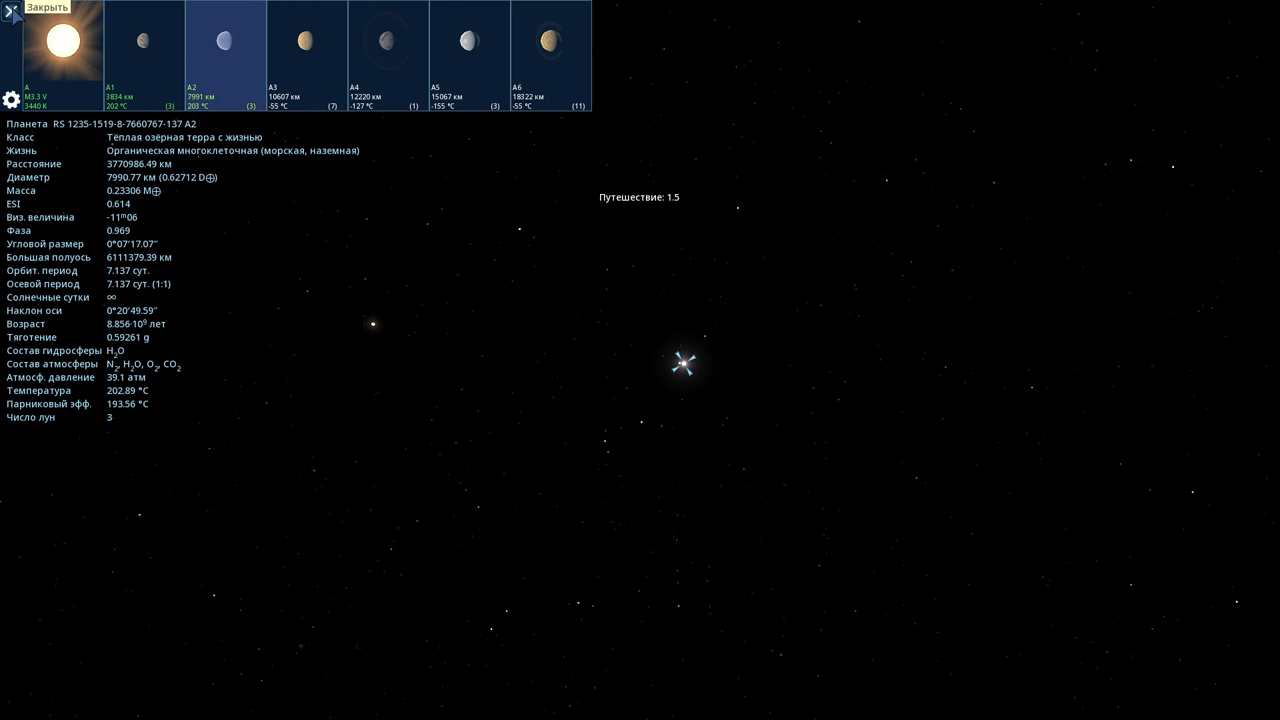 Закрыть
A
M3.3 V
3440 K
A1
3834 км
202 °C (3)
A2
7991 км
203 °C (3)
A3
10607 км
-55 °C (7)
A4
12220 км
-127 °C (1)
A5
15067 км
-155 °C (3)
A6
18322 км
-55 °C (11)
Планета RS 1235-1519-8-7660767-137 A2
Класс Тёплая озёрная терра с жизнью
Жизнь Органическая многоклеточная (морская, наземная)
Расстояние 3770986.49 км
Диаметр 7990.77 км (0.62712 D⊕)
Масса 0.23306 M⊕
ESI 0.614
Виз. величина -11ᵐ06
Фаза 0.969
Угловой размер 0°07′17.07″
Большая полуось 6111379.39 км
Орбит. период 7.137 сут.
Осевой период 7.137 сут. (1:1)
Солнечные сутки ∞
Наклон оси 0°20′49.59″
Возраст 8.856·10⁹ лет
Тяготение 0.59261 g
Состав гидросферы H₂O
Состав атмосферы N₂, H₂O, O₂, CO₂
Атмосф. давление 39.1 атм
Температура 202.89 °C
Парниковый эфф. 193.56 °C
Число лун 3
Путешествие: 1.5